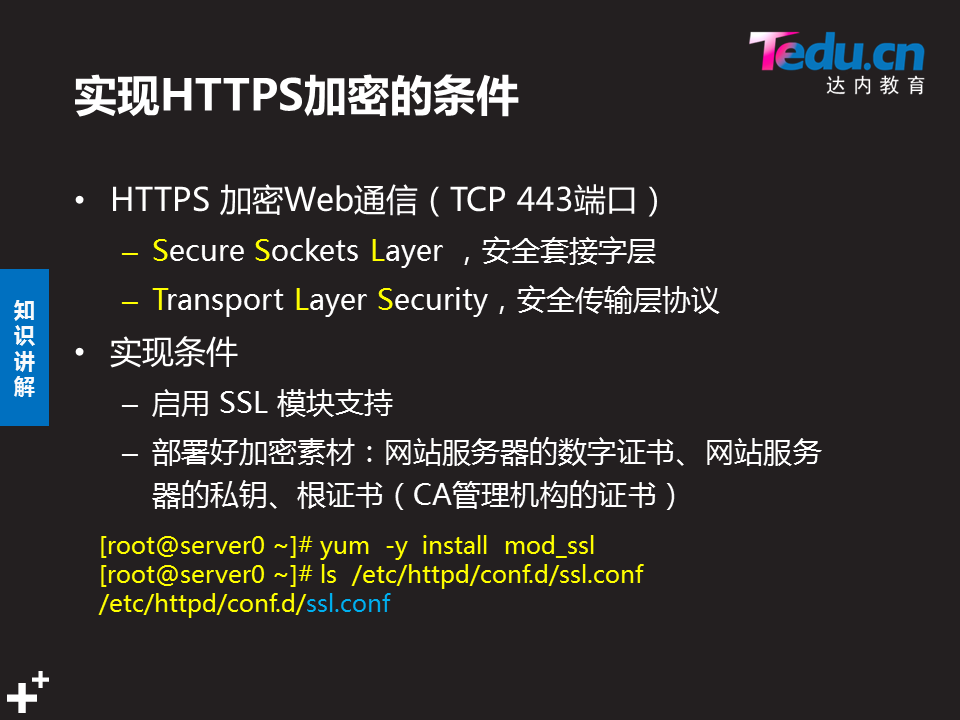 Tedu.cn
达内教育
实现HTTPS加密的条件
• HTTPS 加密Web通信（TCP 443端口）
– Secure Sockets Layer ，安全套接字层
– Transport Layer Security，安全传输层协议
知识讲解
• 实现条件
– 启用 SSL 模块支持
– 部署好加密素材：网站服务器的数字证书、网站服务
器的私钥、根证书（CA管理机构的证书）
[root@server0 ~]# yum -y install mod_ssl
[root@server0 ~]# ls /etc/httpd/conf.d/ssl.conf
/etc/httpd/conf.d/ssl.conf